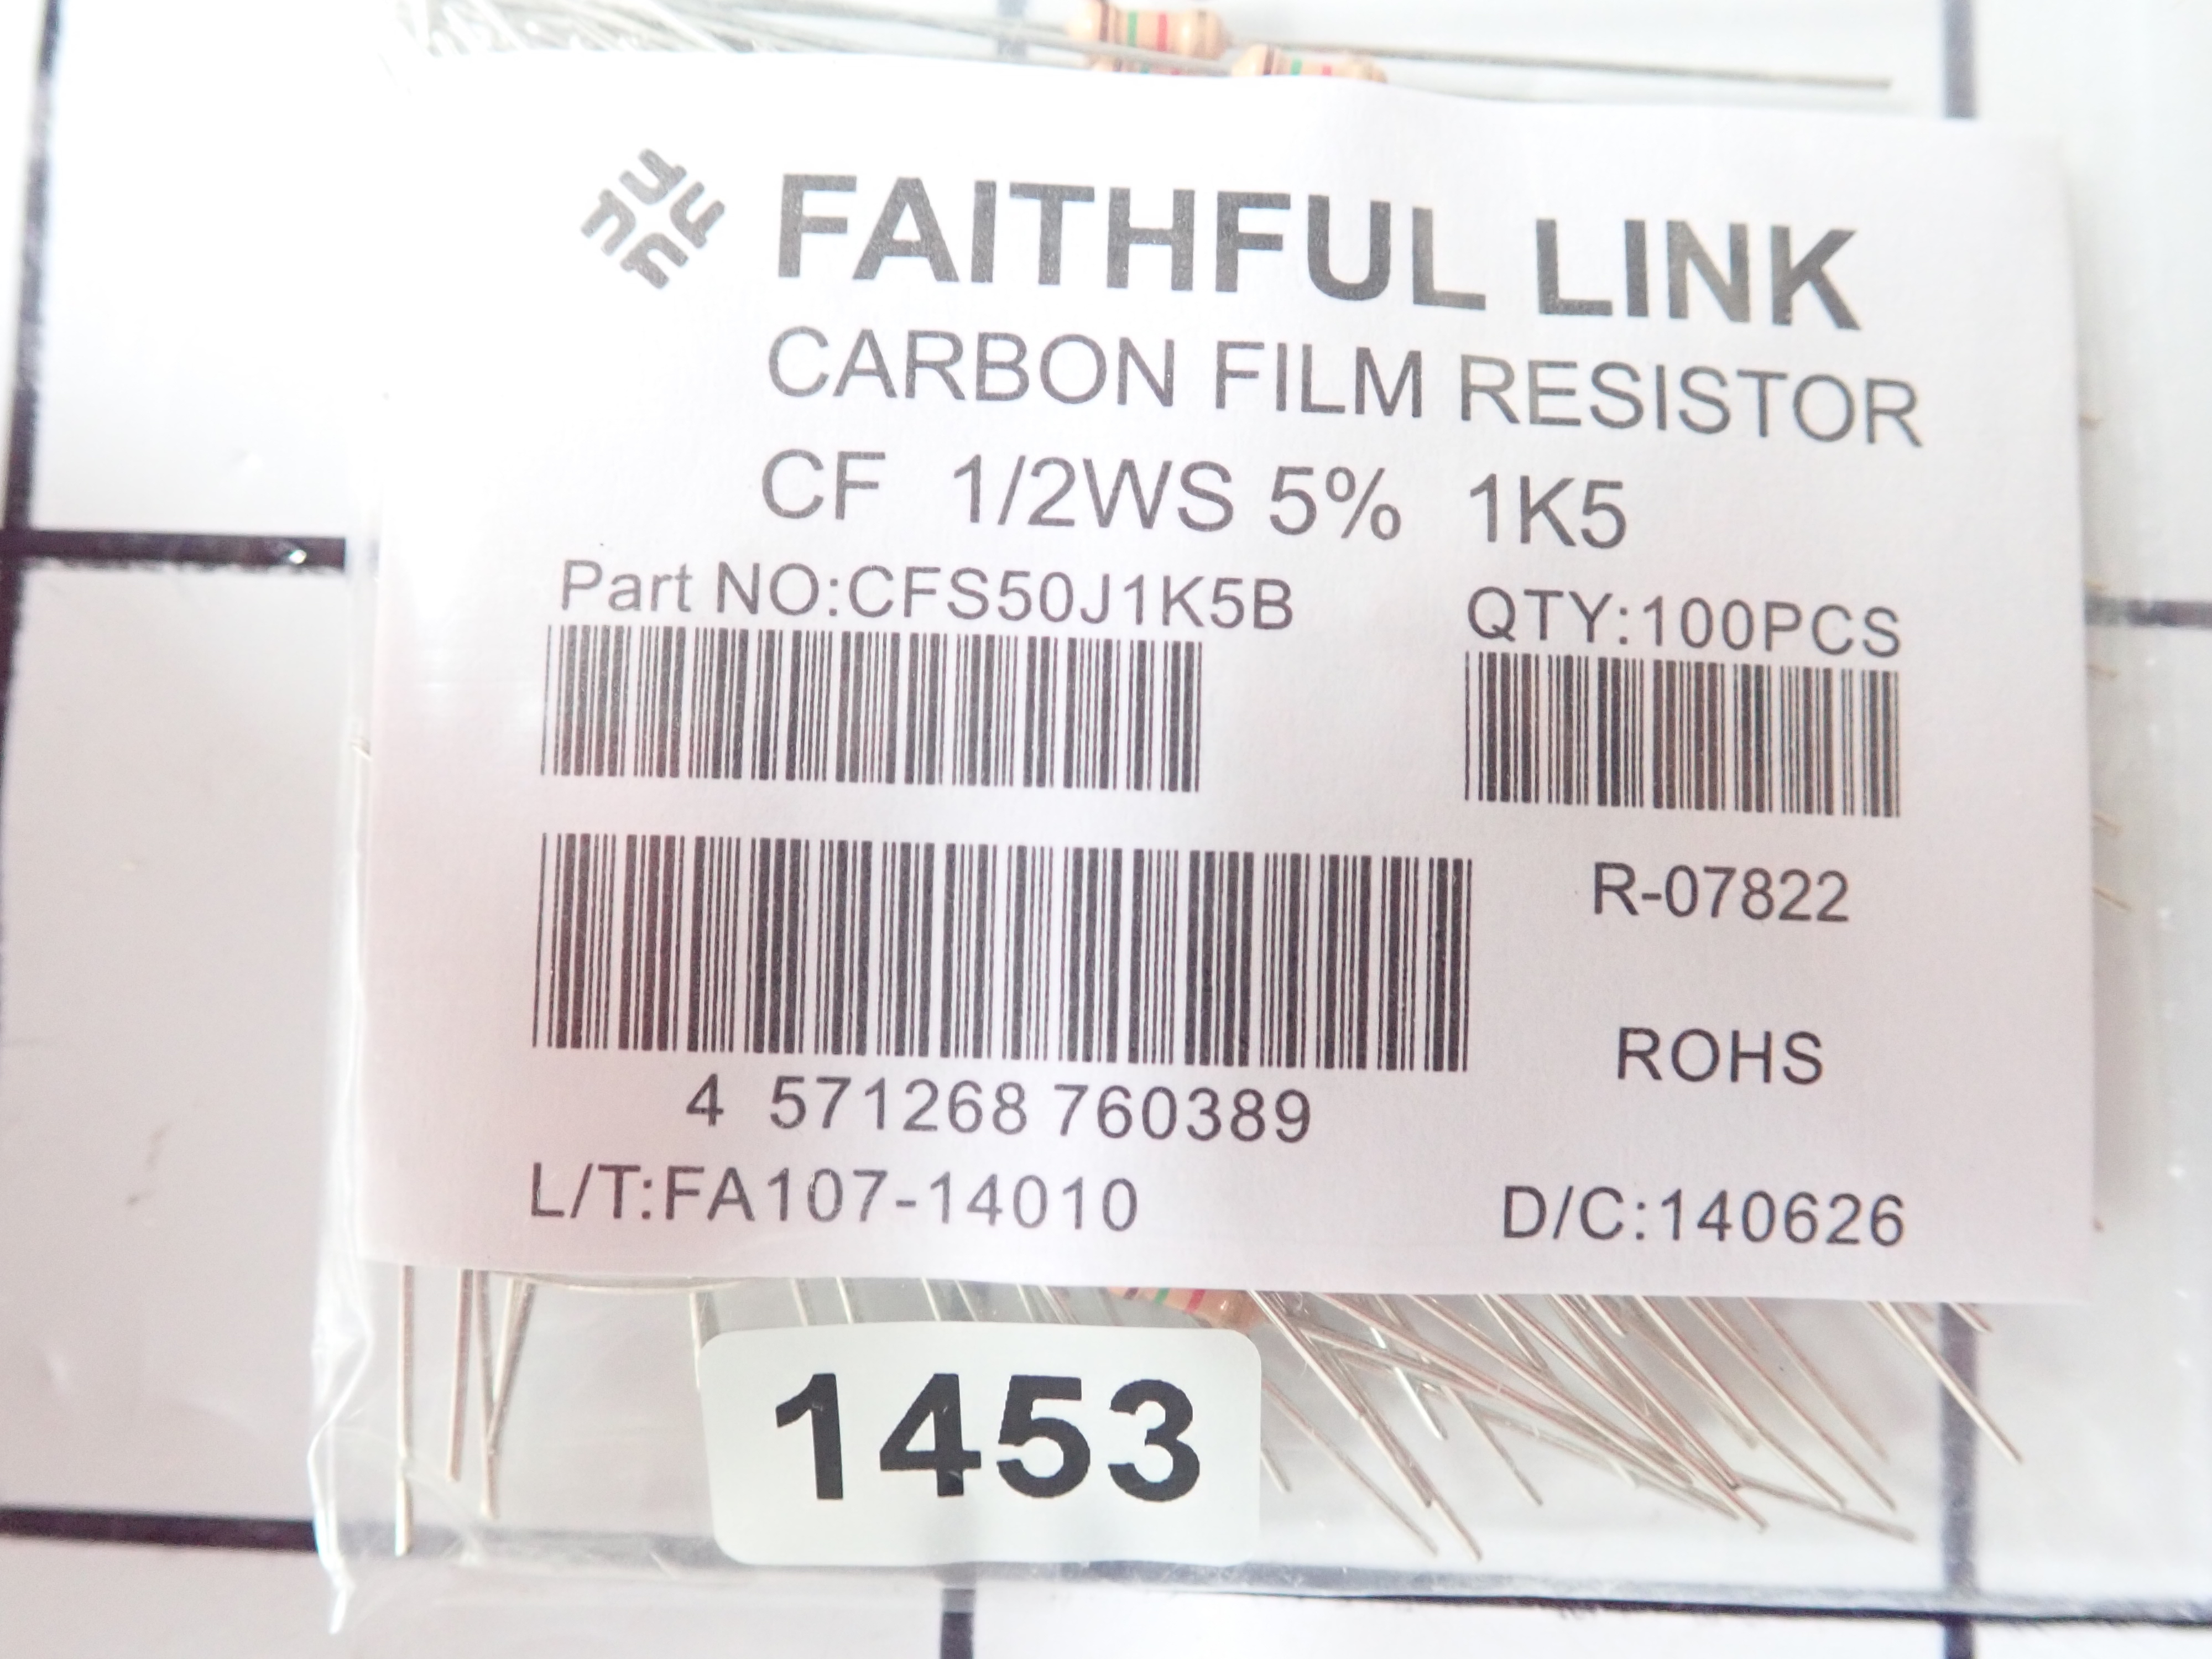 FAITHFUL LINK
CARBON FILM RESISTOR
CF 1/2WS 5% 1K5
Part NO:CFS50J1K5B QTY:100PCS
R-07822
ROHS
4 571268 760389
L/T:FA107-14010 D/C:140626
1453